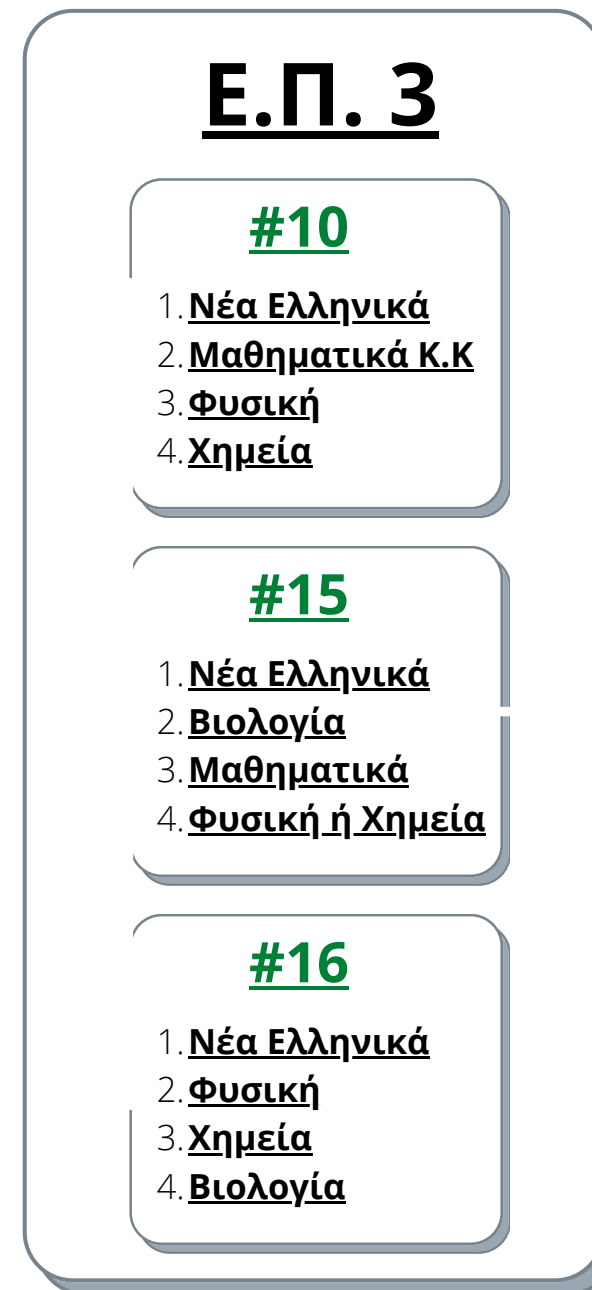 Ε.Π. 3
#10
1. Νέα Ελληνικά
2. Μαθηματικά Κ.Κ
3. Φυσική
4. Χημεία
#15
1. Νέα Ελληνικά
2. Βιολογία
3. Μαθηματικά
4. Φυσική ή Χημεία
#16
1. Νέα Ελληνικά
2. Φυσική
3. Χημεία
4. Βιολογία